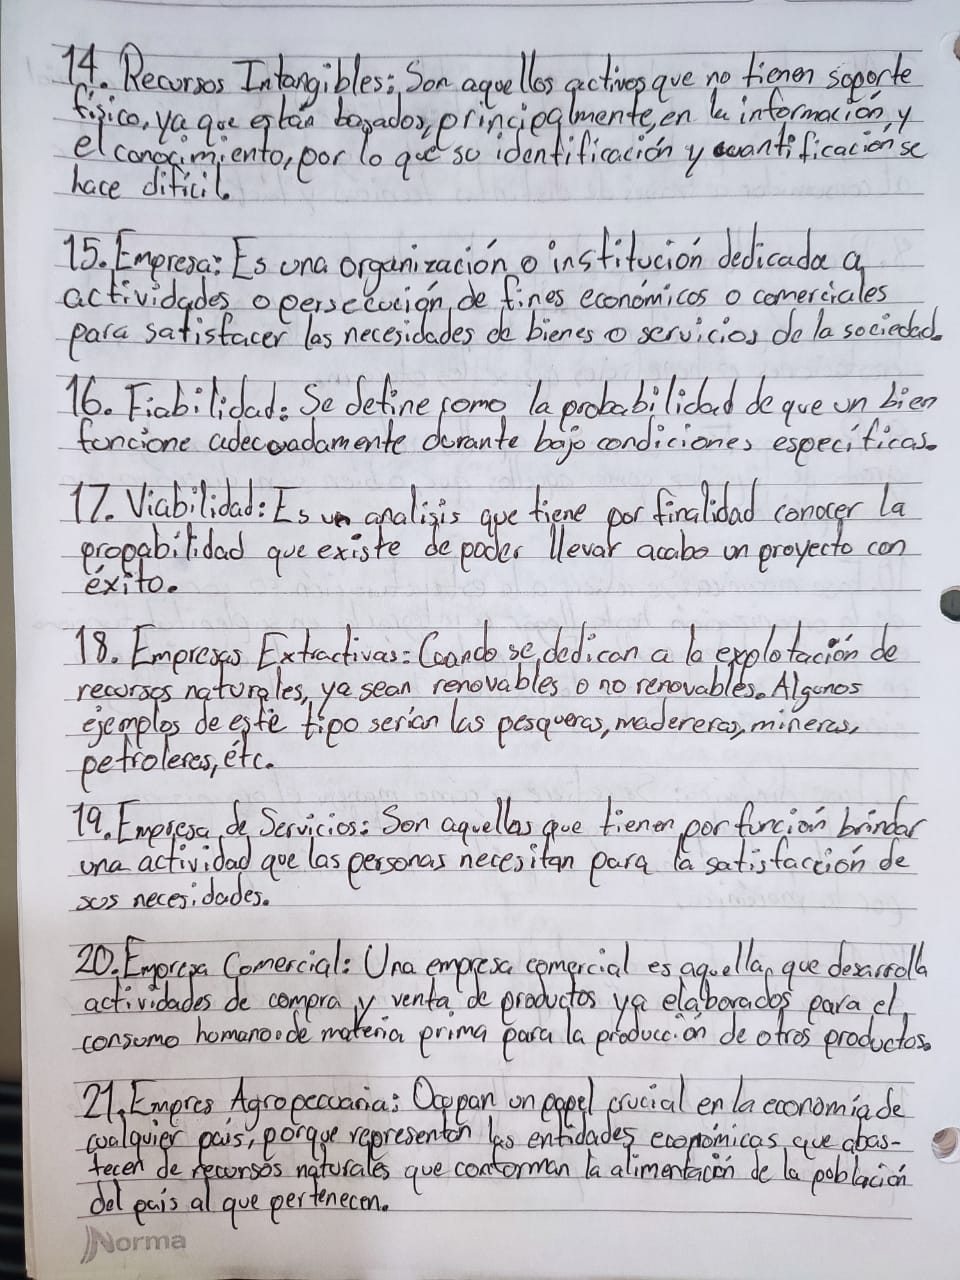 14. Recursos Intangibles: Son aquellos activos que no tienen soporte
físico, ya que están basados, principalmente, en la información, y
el conocimiento, por lo que su identificación y cuantificación se
hace difícil.
15. Empresa: Es una organización o institución dedicada a
actividades o persecución de fines económicos o comerciales
para satisfacer las necesidades de bienes o servicios de la sociedad.
16. Fiabilidad: Se define como la probabilidad de que un bien
funcione adecuadamente durante bajo condiciones específicas.
17. Viabilidad: Es un analisis que tiene por finalidad conocer la
propabilidad que existe de poder llevar acabo un proyecto con
éxito.
18. Empresas Extractivas: Cuando se dedican a la explotación de
recursos naturales, ya sean renovables o no renovables. Algunos
ejemplos de este tipo serían las pesqueras, madereras, mineras,
petroleras, étc.
19. Empresa de Servicios: Son aquellas que tienen por función brindar
una actividad que las personas necesitan para la satisfacción de
sus necesidades.
20. Empresa Comercial: Una empresa comercial es aquella, que desarrolla
actividades de compra y venta de productos ya elaborados para el
consumo humano o de materia prima para la producción de otros productos.
21. Empres Agropecuaria: Ocupan un papel crucial en la economía de
cualquier país, porque representan las entidades económicas que abas-
tecen de recursos naturales que conforman la alimentación de la población
del país al que pertenecen.
Norma